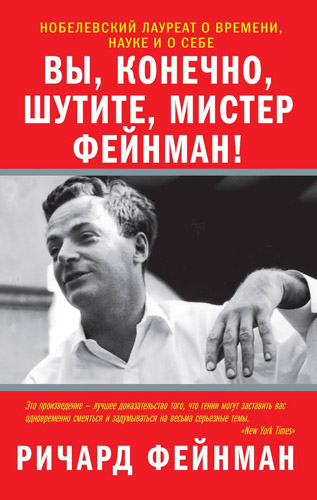 НОБЕЛЕВСКИЙ ЛАУРЕАТ О ВРЕМЕНИ,
НАУКЕ И О СЕБЕ
ВЫ, КОНЕЧНО,
ШУТИТЕ, МИСТЕР
ФЕЙНМАН!
Это произведение – лучшее доказательство того, что гении могут заставить вас
одновременно смеяться и задумываться на весьма серьезные темы.
«New York Times»
РИЧАРД ФЕЙНМАН